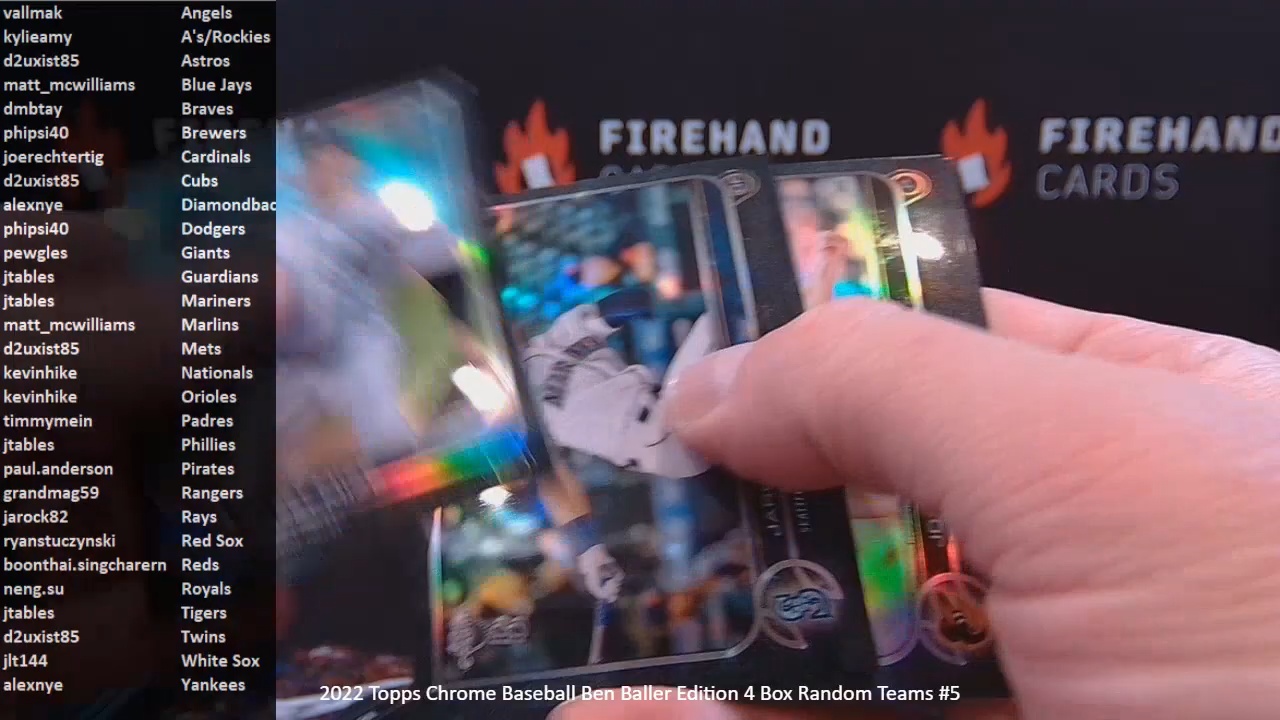 vallmak Angels
kylieamy A's/Rockies
d2uxist85 Astros
matt_mcwilliams Blue Jays
dmbtay Braves
phipsi40 Brewers
joerechtertig Cardinals
d2uxist85 Cubs
alexnye Diamondbac
phipsi40 Dodgers
pewgles Giants
jtables Guardians
jtables Mariners
matt_mcwilliams Marlins
d2uxist85 Mets
kevinhike Nationals
kevinhike Orioles
timmymein Padres
jtables Phillies
paul.anderson Pirates
grandmag59 Rangers
jarock82 Rays
ryanstuczynski Red Sox
boonthai.singcharern Reds
neng.su Royals
jtables Tigers
d2uxist85 Twins
jlt144 White Sox
alexnye Yankees
FIREHAND
FIREHAND
CARDS
2022 Topps Chrome Baseball Ben Baller Edition 4 Box Random Teams #5